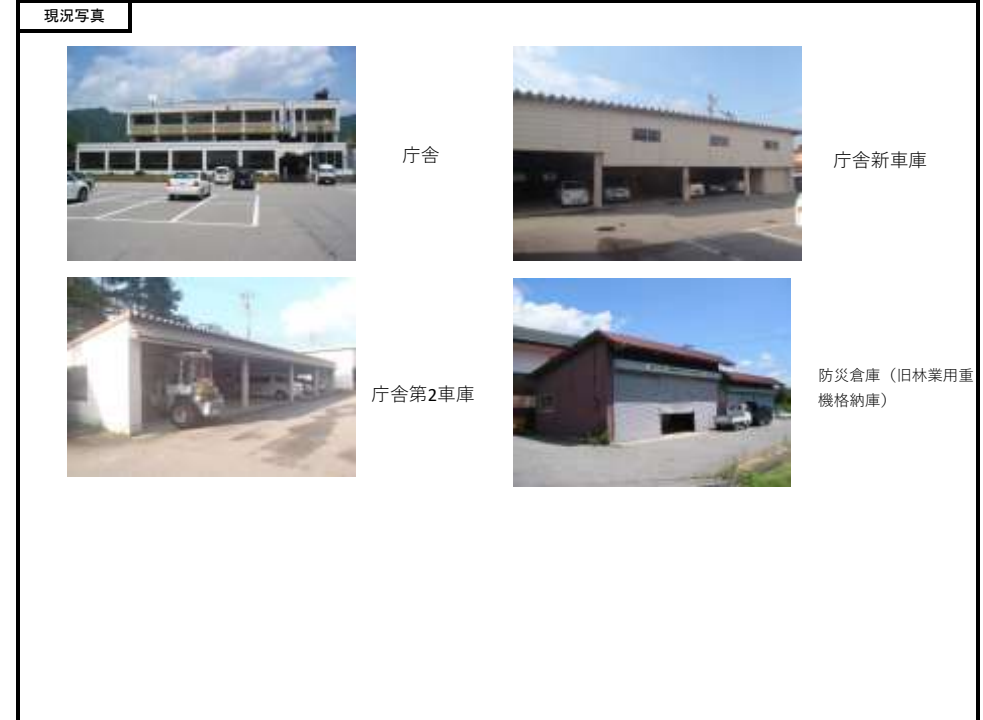 現況写真
庁舎
庁舎新車庫
庁舎第2車庫
防災倉庫（旧林業用重
機格納庫）